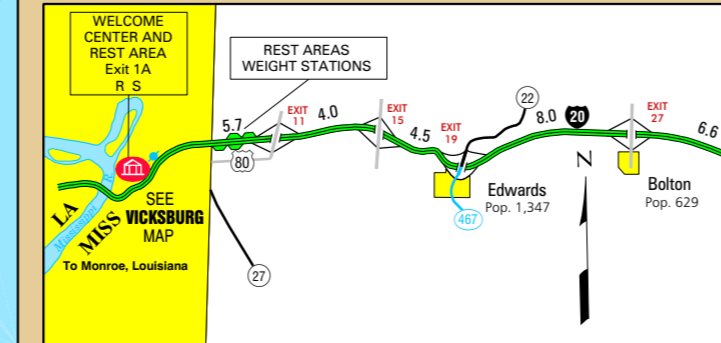 WELCOME
CENTER AND
REST AREA
Exit 1A
R S
REST AREAS
WEIGHT STATIONS
5.7
EXIT
11
4.0
EXIT
15
4.5
EXIT
19
22
8.0
20
EXIT
27
6.6
80
N
SEE
VICKSBURG
MAP
LA
MISS
Mississippi R.
To Monroe, Louisiana
27
467
Edwards
Pop. 1,347
Bolton
Pop. 629